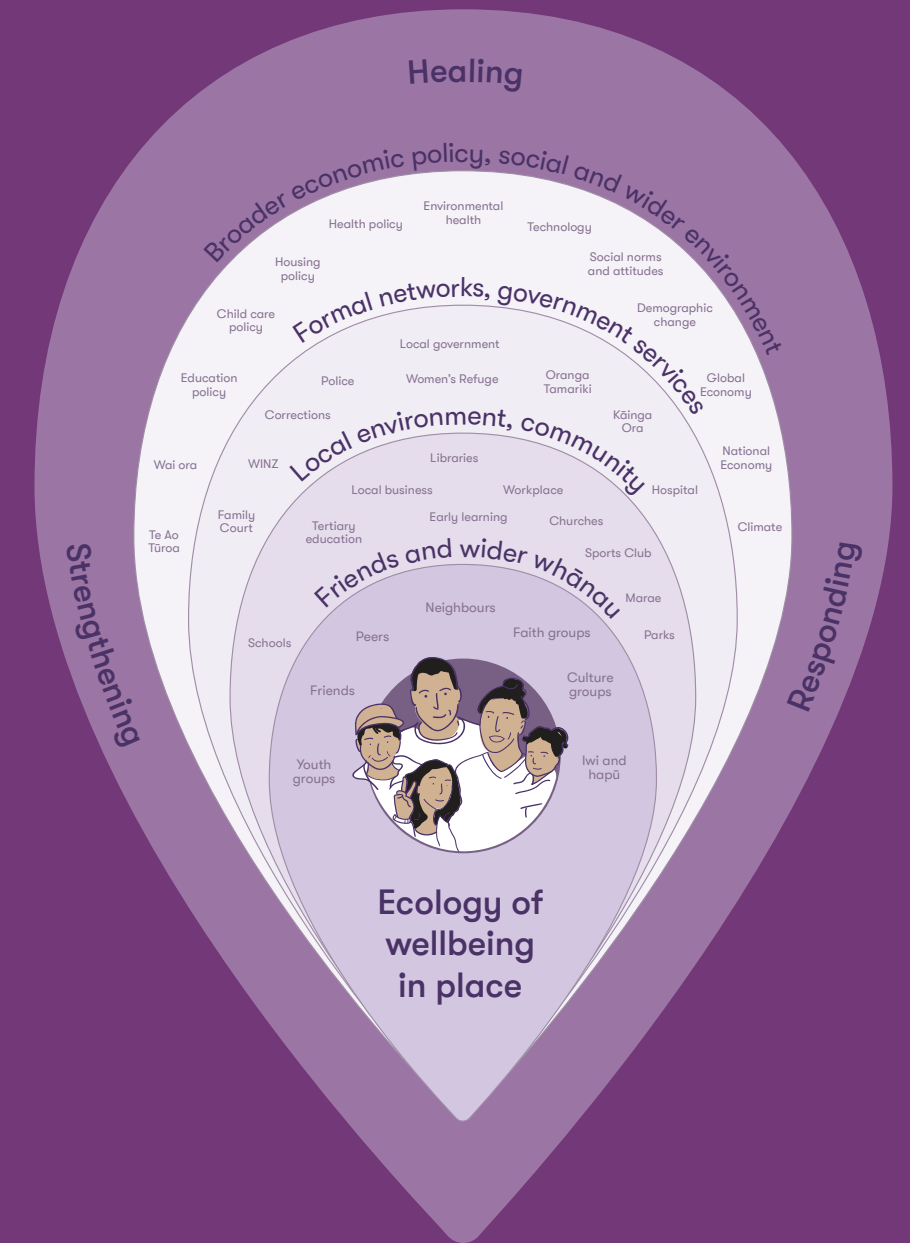 Healing
Broader economic policy, social and wider environment
Environmental
health
Health policy
Technology
Housing
policy
Social norms
and attitudes
Child care
policy
Demographic
change
Education
policy
Global
Economy
Wai ora
National
Economy
Te Ao
Tūroa
Climate
Formal networks, government services
Local government
Police
Women's Refuge
Oranga
Tamariki
Corrections
Kāinga
Ora
WINZ
Hospital
Family
Court
Local environment, community
Libraries
Local business
Workplace
Tertiary
education
Early learning
Churches
Sports Club
Marae
Schools
Parks
Friends and wider whānau
Neighbours
Peers
Faith groups
Friends
Culture
groups
Youth
groups
Iwi and
hapū
Strengthening
Responding
Ecology of
wellbeing
in place